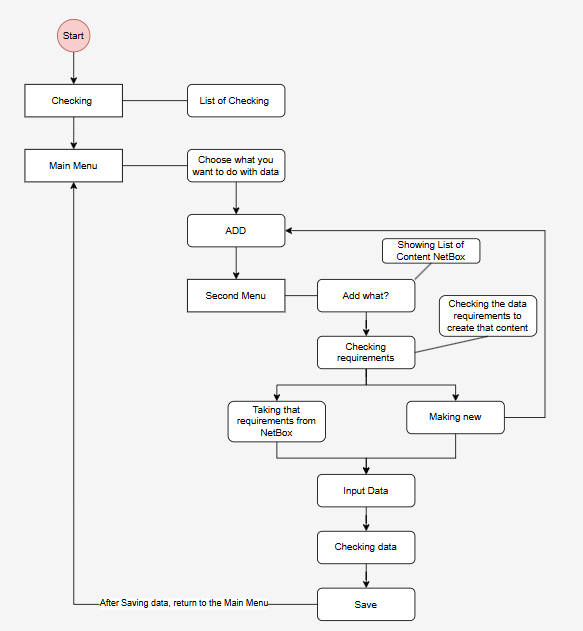 Start
Checking
List of Checking
Main Menu
Choose what you
want to do with data
ADD
Showing List of
Content NetBox
Second Menu
Add what?
Checking the data
requirements to
create that content
Checking
requirements
Taking that
requirements from
NetBox
Making new
Input Data
Checking data
After Saving data, return to the Main Menu
Save